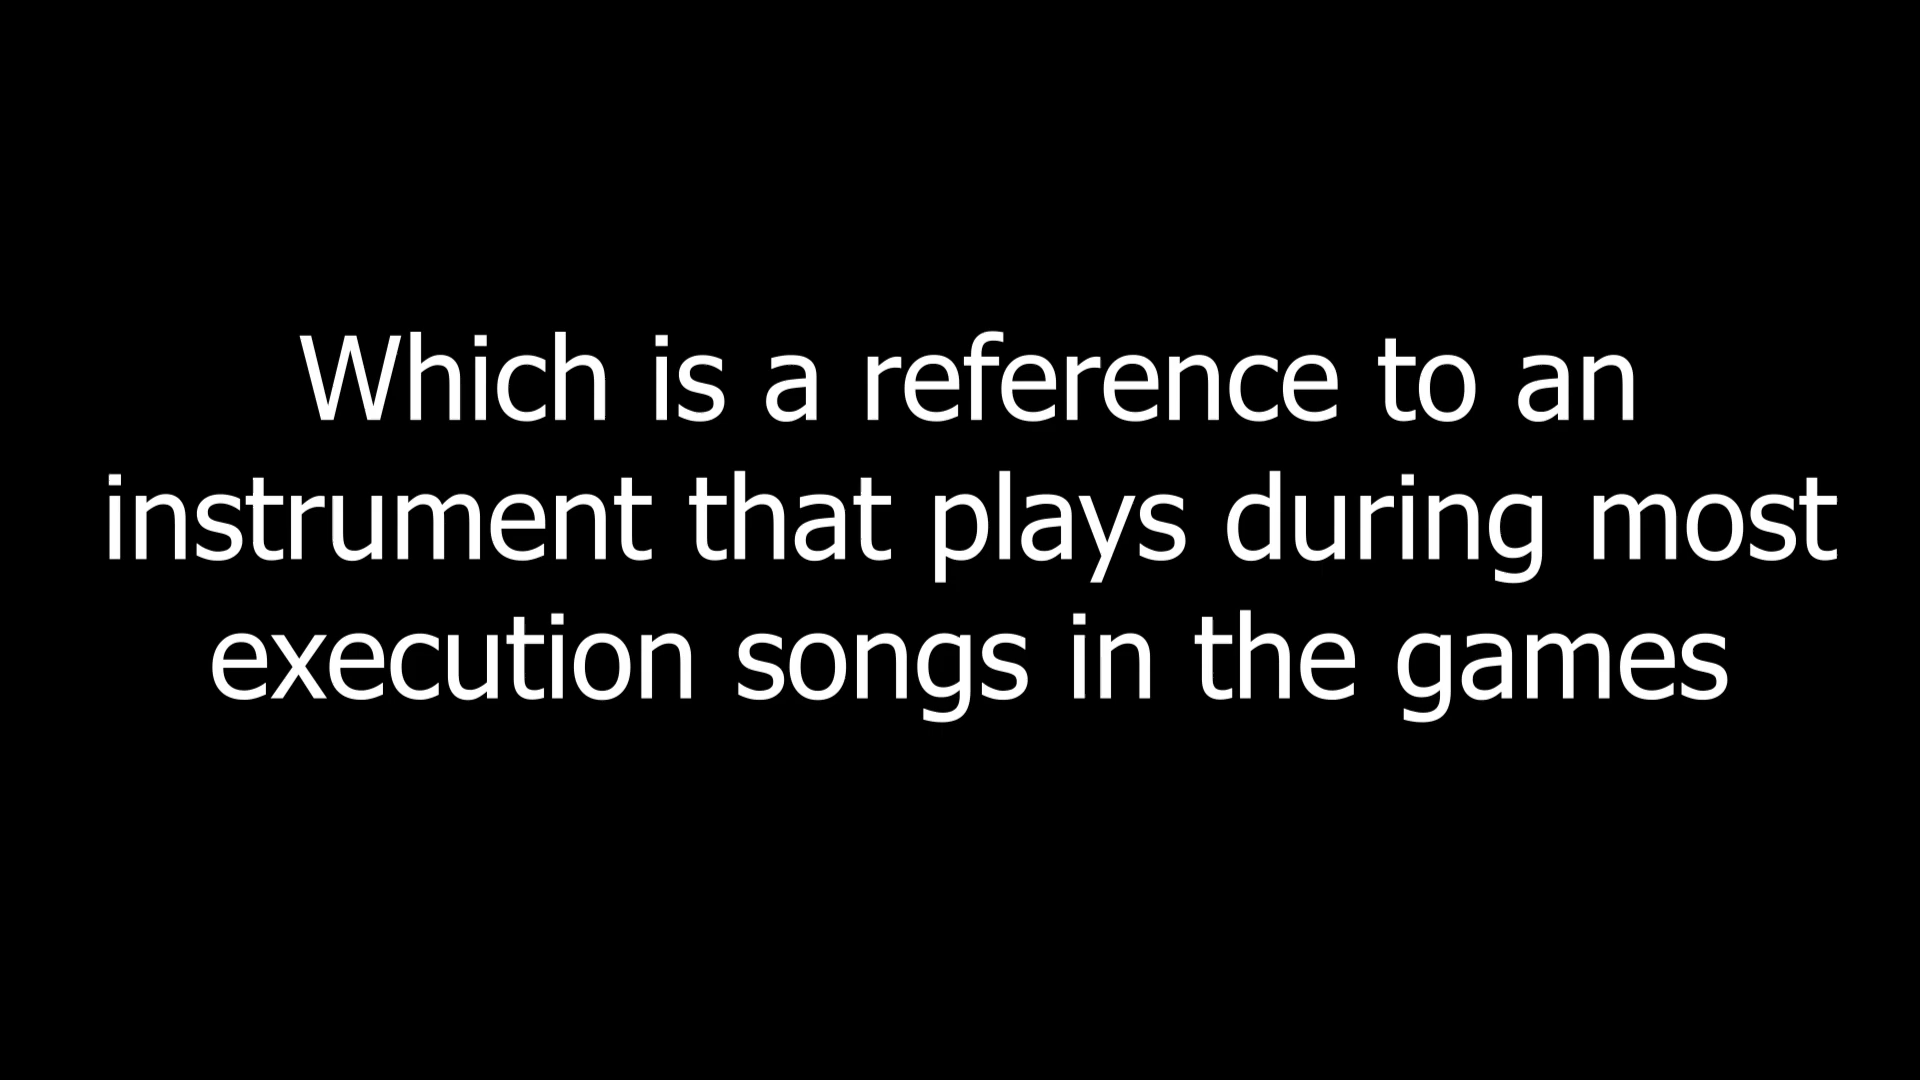 Which is a reference to an
instrument that plays during most
execution songs in the games